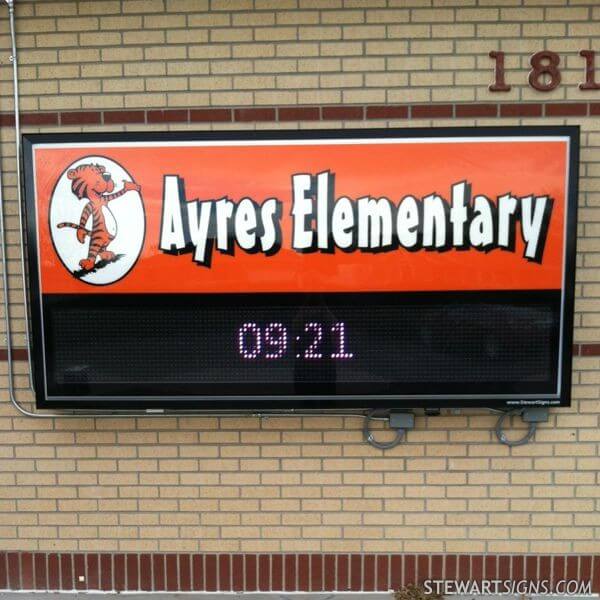 181
Ayres Elementary
09:21
www.StewartSigns.com
STEWARTSIGNS.COM